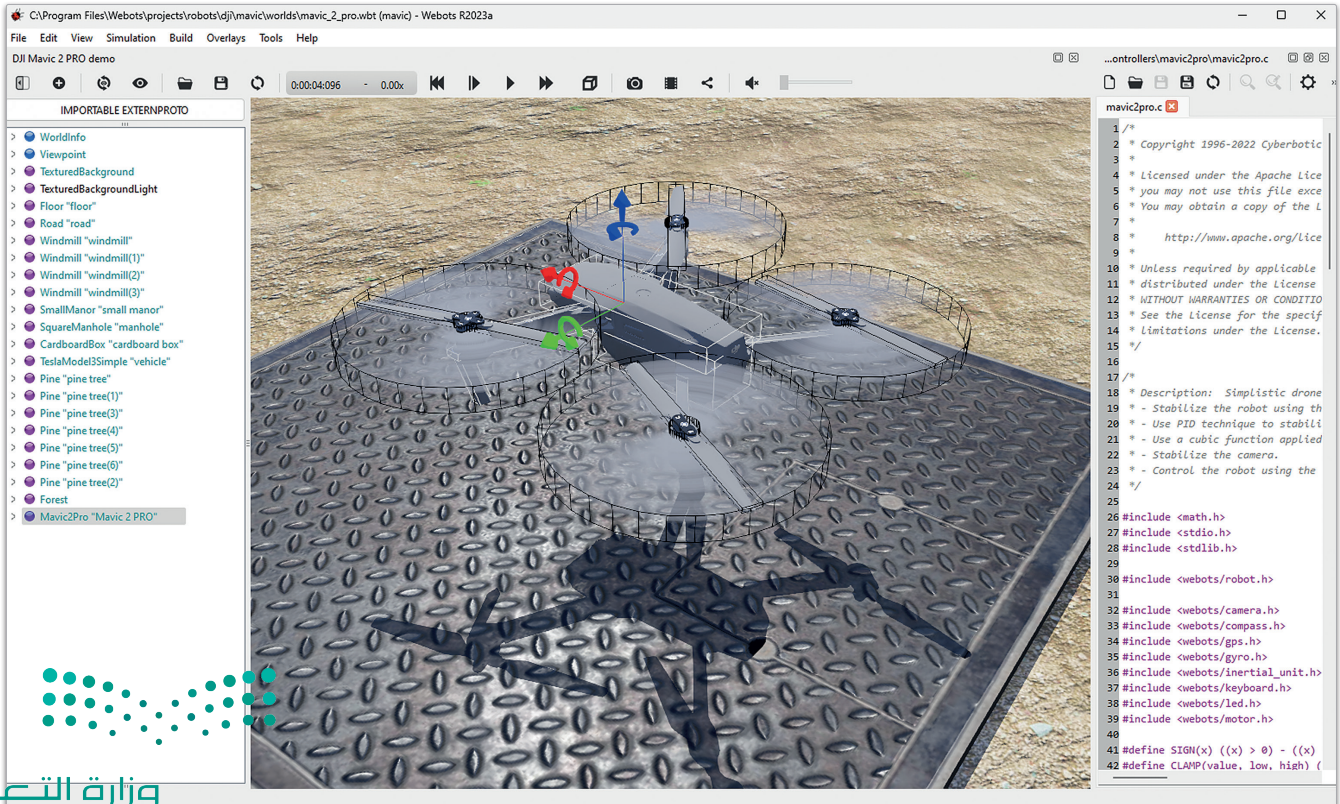 C:\Program Files\Webots\projects\robots\dji\mavic\worlds\mavic_2_pro.wbt (mavic) - Webots R2023a
File Edit View Simulation Build Overlays Tools Help
DJI Mavic 2 PRO demo
0:00:04:096 - 0.00x
IMPORTABLE EXTERNPROTO
WorldInfo
Viewpoint
TexturedBackground
TexturedBackgroundLight
Floor "floor"
Road "road"
Windmill "windmill"
Windmill "windmill(1)"
Windmill "windmill(2)"
Windmill "windmill(3)"
SmallManor "small manor"
SquareManhole "manhole"
CardboardBox "cardboard box"
TeslaModel3Simple "vehicle"
Pine "pine tree"
Pine "pine tree(1)"
Pine "pine tree(3)"
Pine "pine tree(4)"
Pine "pine tree(5)"
Pine "pine tree(6)"
Pine "pine tree(2)"
Forest
Mavic2Pro "Mavic 2 PRO"
وزارة التع
...ontrollers\mavic2pro\mavic2pro.c
mavic2pro.c
1 /*
2 * Copyright 1996-2022 Cyberbotic
3 *
4 * Licensed under the Apache Lice
5 * you may not use this file exce
6 * You may obtain a copy of the L
7 *
8 * http://www.apache.org/lice
9 *
10 * Unless required by applicable
11 * distributed under the License
12 * WITHOUT WARRANTIES OR CONDITIO
13 * See the License for the specif
14 * limitations under the License.
15 */
16
17 /*
18 * Description: Simplistic drone
19 * - Stabilize the robot using th
20 * - Use PID technique to stabili
21 * - Use a cubic function applied
22 * - Stabilize the camera.
23 * - Control the robot using the
24 */
25
26 #include <math.h>
27 #include <stdio.h>
28 #include <stdlib.h>
29
30 #include <webots/robot.h>
31
32 #include <webots/camera.h>
33 #include <webots/compass.h>
34 #include <webots/gps.h>
35 #include <webots/gyro.h>
36 #include <webots/inertial_unit.h>
37 #include <webots/keyboard.h>
38 #include <webots/led.h>
39 #include <webots/motor.h>
40
41 #define SIGN(x) ((x) > 0) - ((x)
42 #define CLAMP(value, low, high) (